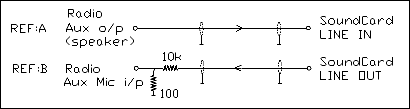 Radio
REF:A Aux o/p
(speaker)
SoundCard
LINE IN
10k
REF:B Radio
Aux Mic i/p
100
SoundCard
LINE OUT